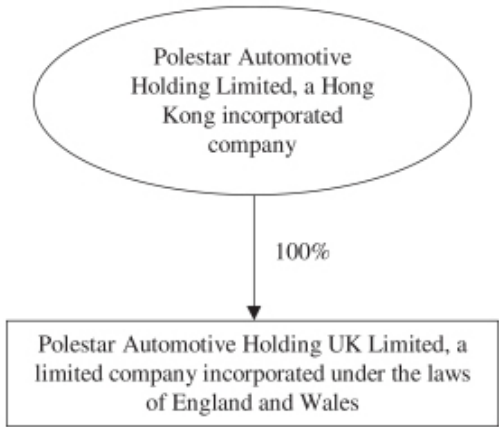 Polestar Automotive
Holding Limited, a Hong
Kong incorporated
company
100%
Polestar Automotive Holding UK Limited, a
limited company incorporated under the laws
of England and Wales